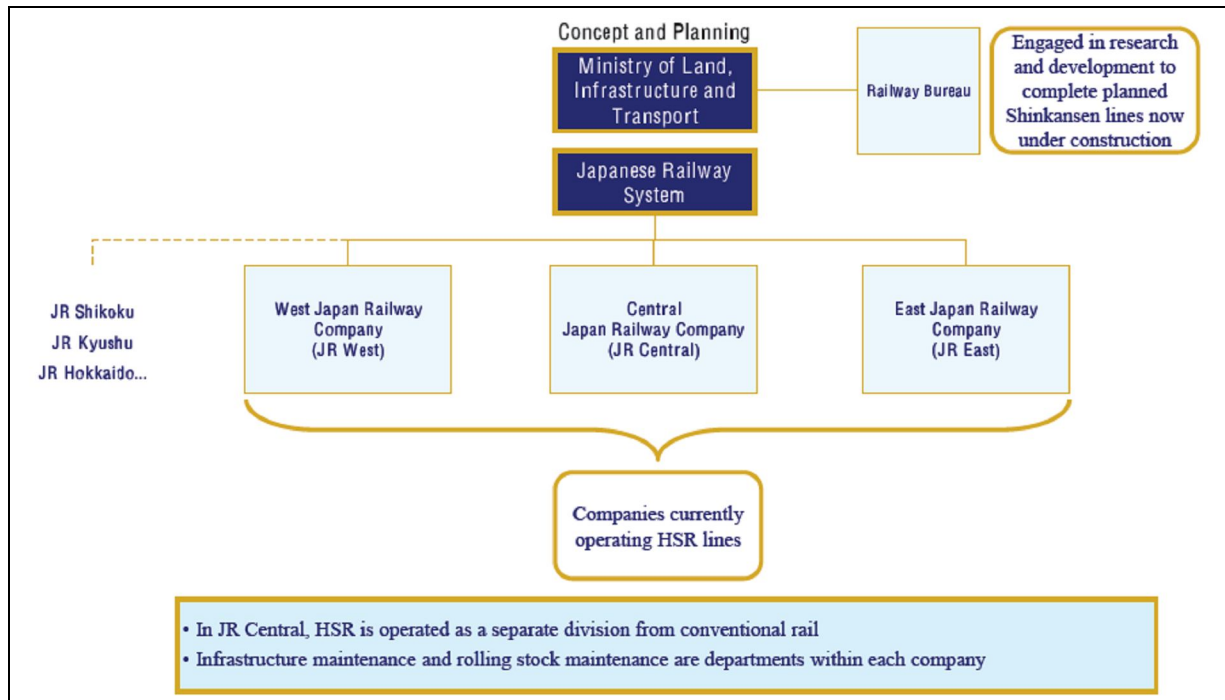 Concept and Planning
Ministry of Land,
Infrastructure and
Transport
Railway Bureau
Engaged in research
and development to
complete planned
Shinkansen lines now
under construction
Japanese Railway
System
JR Shikoku
JR Kyushu
JR Hokkaido...
West Japan Railway
Company
(JR West)
Central
Japan Railway Company
(JR Central)
East Japan Railway
Company
(JR East)
Companies currently
operating HSR lines
• In JR Central, HSR is operated as a separate division from conventional rail
• Infrastructure maintenance and rolling stock maintenance are departments within each company